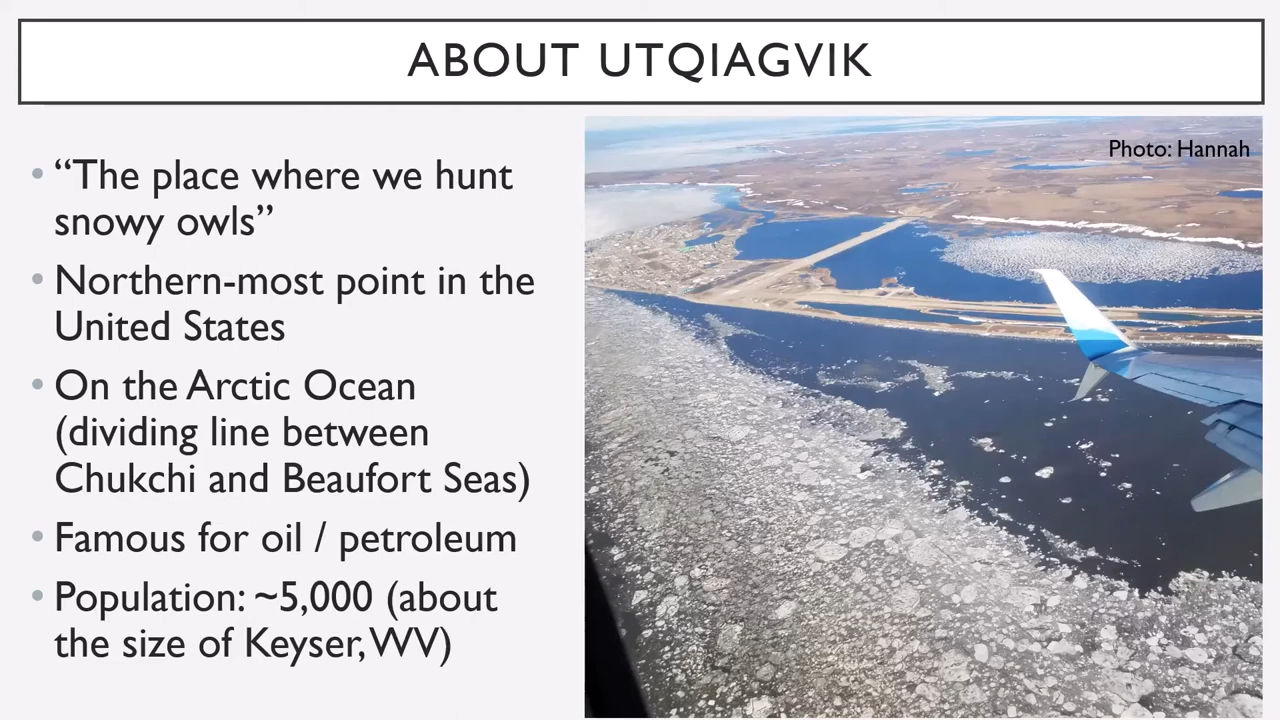 ABOUT UTQIAGVIK
Photo: Hannah
• “The place where we hunt
snowy owls”
• Northern-most point in the
United States
• On the Arctic Ocean
(dividing line between
Chukchi and Beaufort Seas)
• Famous for oil / petroleum
• Population: ~5,000 (about
the size of Keyser, WV)